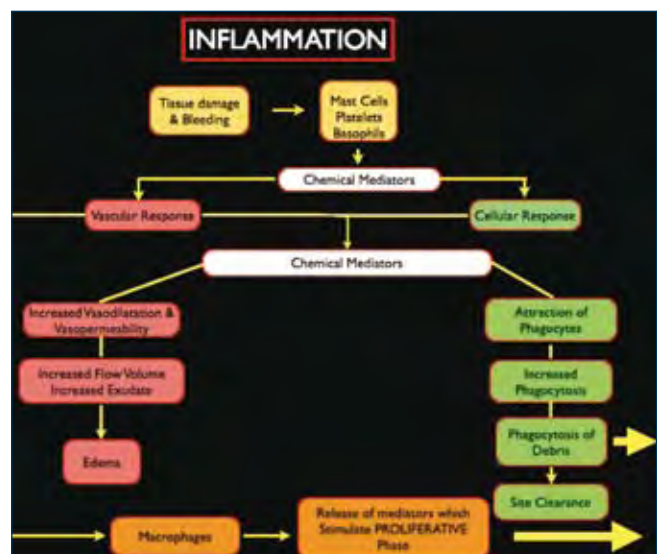 INFLAMMATION
Tissue damage
& Bleeding
Mast Cells
Platelets
Basophils
Chemical Mediators
Vascular Response
Cellular Response
Chemical Mediators
Increased Vasodilatation &
Vasopermeability
Attraction of
Phagocytes
Increased Flow Volume
Increased Exudate
Increased
Phagocytosis
Edema
Phagocytosis of
Debris
Site Clearance
Macrophages
Release of mediators which
Stimulate PROLIFERATIVE
Phase